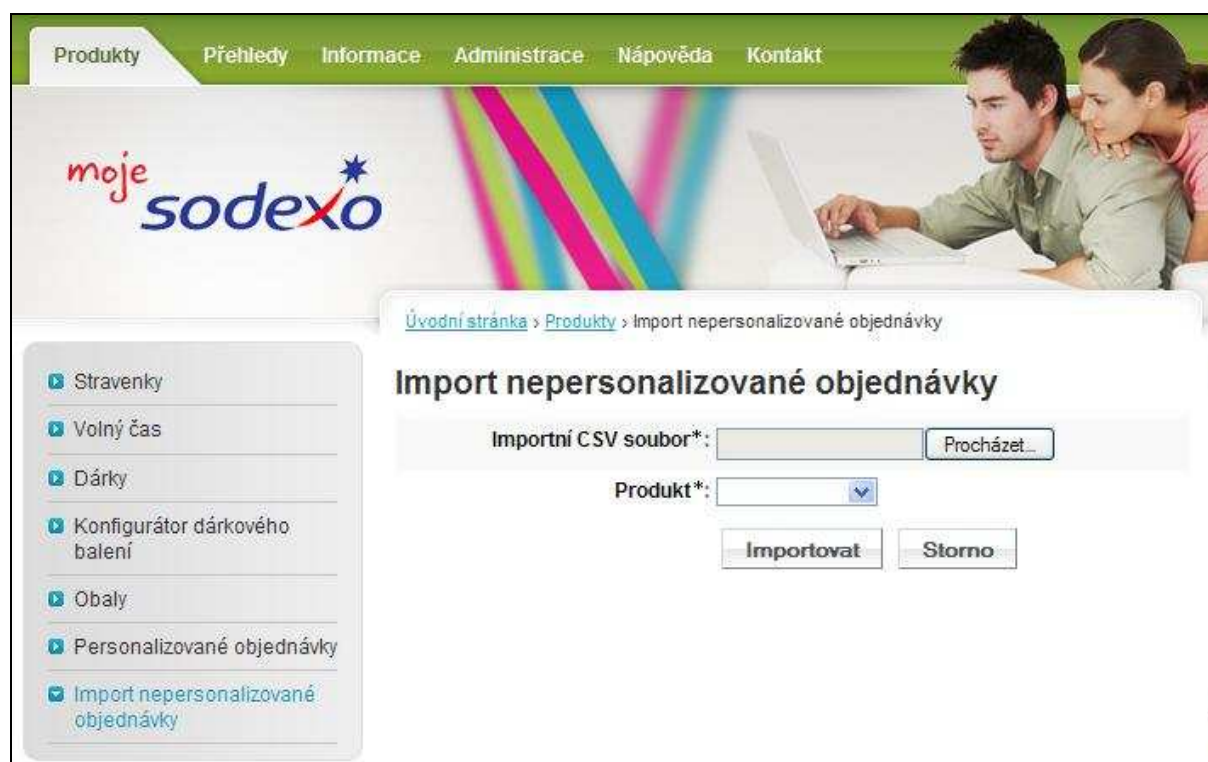 Produkty Přehledy Informace Administrace Nápověda Kontakt
moje
sodexo
Úvodní stránka › Produkty › Import nepersonalizované objednávky
Stravenky
Volný čas
Dárky
Konfigurátor dárkového
balení
Obaly
Personalizované objednávky
Import nepersonalizované
objednávky
Import nepersonalizované objednávky
Importní CSV soubor*:
Procházet...
Produkt*:
Importovat Storno